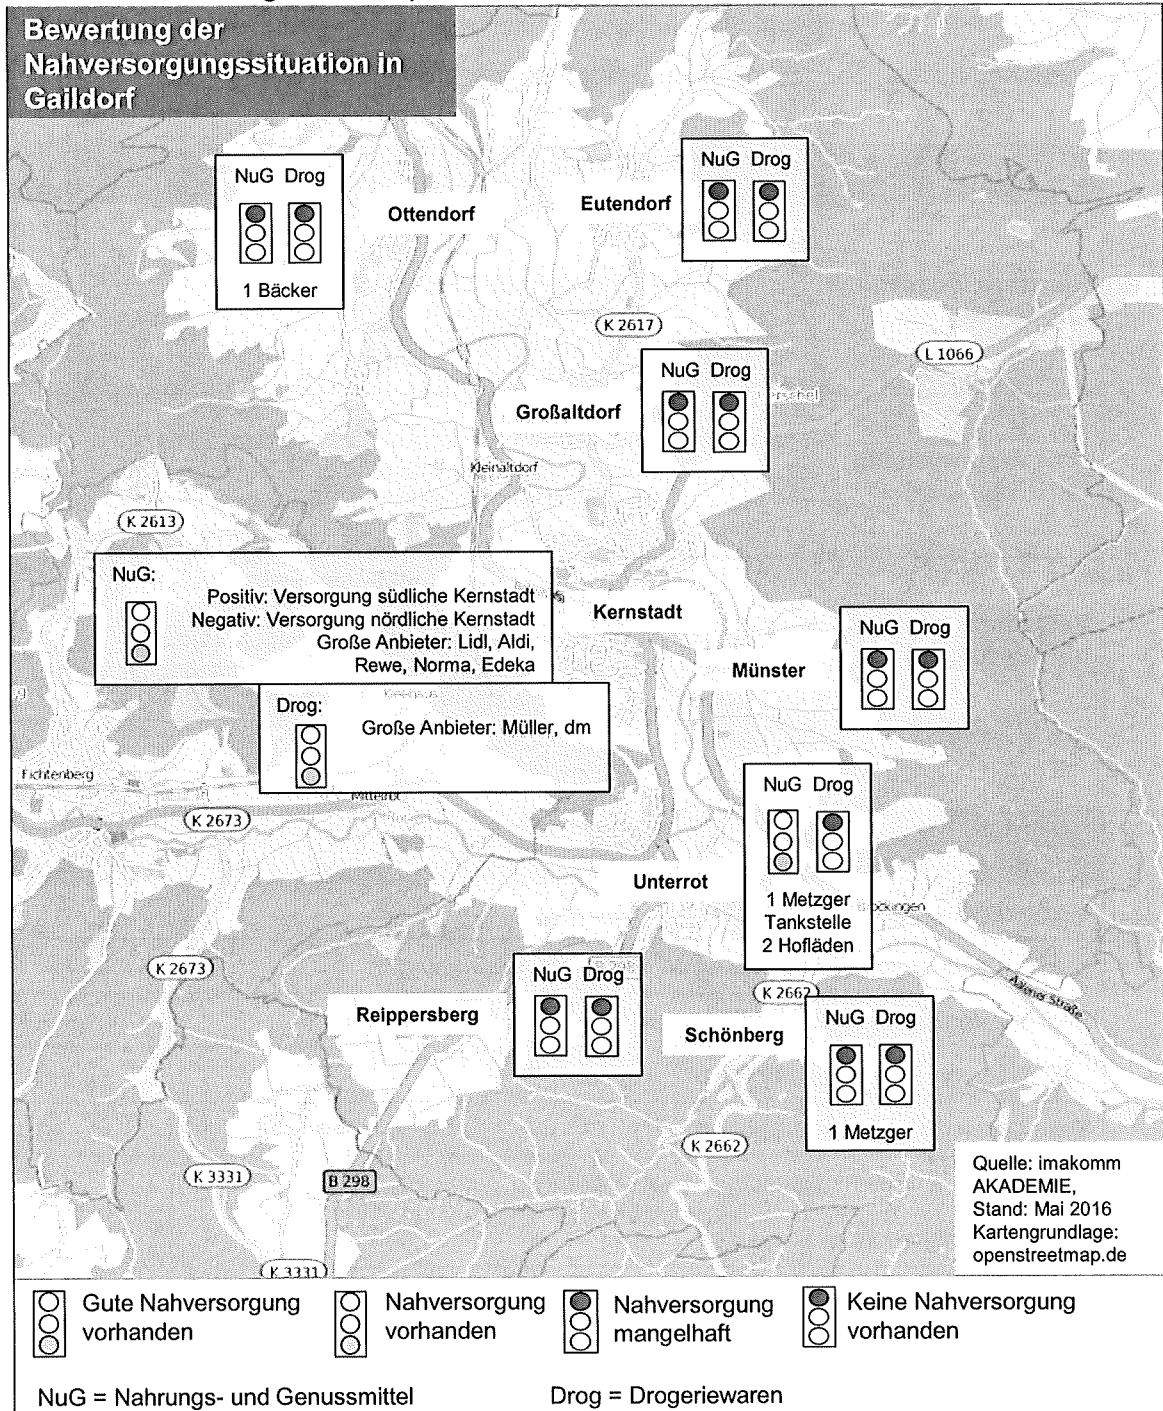 Bewertung der
Nahversorgungssituation in
Gaildorf
NuG Drog
1 Bäcker
Ottendorf
Eutendorf
NuG Drog
K 2617
L 1066
NuG Drog
Großaltdorf
Kleinaltdorf
K 2613
NuG:
Positiv: Versorgung südliche Kernstadt
Negativ: Versorgung nördliche Kernstadt
Große Anbieter: Lidl, Aldi,
Rewe, Norma, Edeka
Kernstadt
NuG Drog
Münster
Drog:
Große Anbieter: Müller, dm
Fichtenberg
Mittelrot
K 2673
NuG Drog
1 Metzger
Tankstelle
2 Hofläden
Unterrot
K 2673
NuG Drog
Reippersberg
K 2662
Aalener Straße
Schönberg
NuG Drog
1 Metzger
K 2662
K 3331
B 298
K 3331
Quelle: imakomm
AKADEMIE,
Stand: Mai 2016
Kartengrundlage:
openstreetmap.de
Gute Nahversorgung
vorhanden
Nahversorgung
vorhanden
Nahversorgung
mangelhaft
Keine Nahversorgung
vorhanden
NuG = Nahrungs- und Genussmittel
Drog = Drogeriewaren